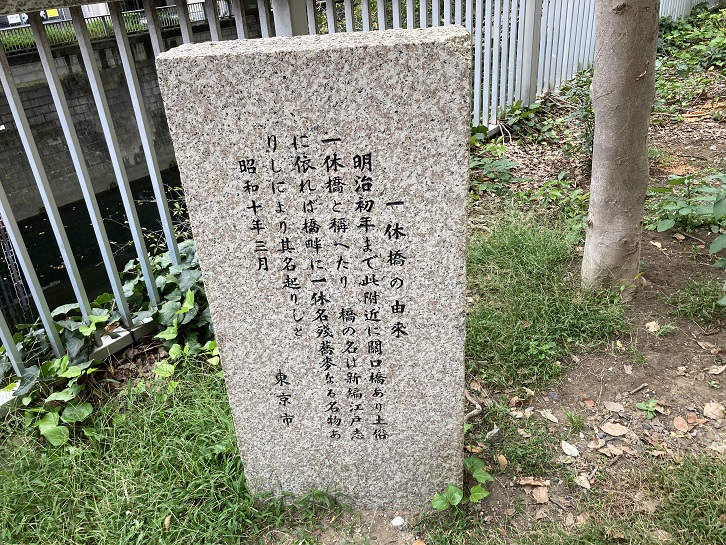 一休橋の由来
明治初年まで此附近に關口橋あり土俗
一休橋と稱へたり 橋の名は新編江戸志
に依れば橋畔に一休名殘蕎麥なる名物あ
りしにより其名起りしと
昭和十年三月
東京市